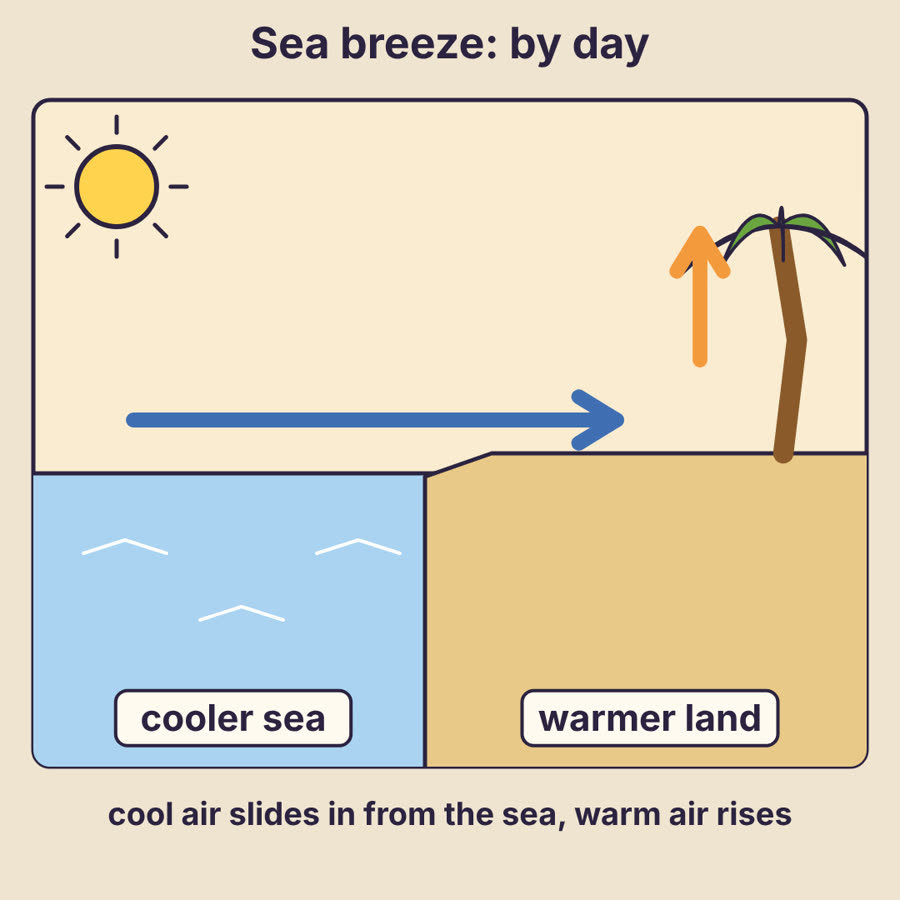 Sea breeze: by day
cooler sea
warmer land
cool air slides in from the sea, warm air rises